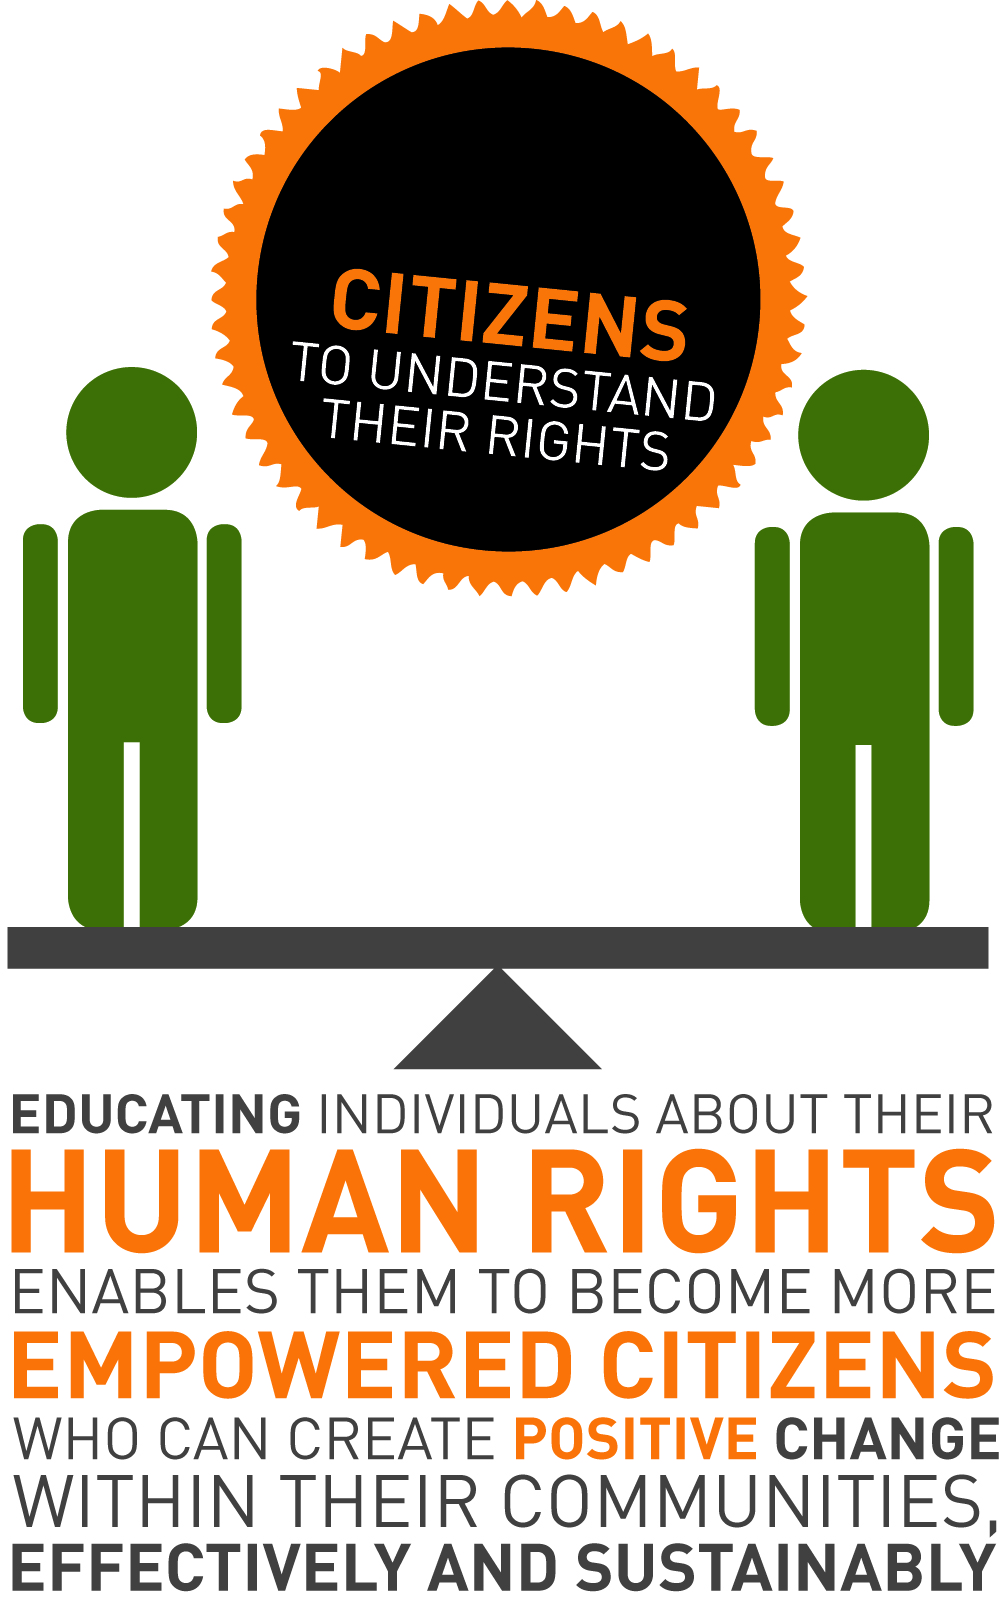 CITIZENS
TO UNDERSTAND
THEIR RIGHTS
EDUCATING INDIVIDUALS ABOUT THEIR
HUMAN RIGHTS
ENABLES THEM TO BECOME MORE
EMPOWERED CITIZENS
WHO CAN CREATE POSITIVE CHANGE
WITHIN THEIR COMMUNITIES,
EFFECTIVELY AND SUSTAINABLY